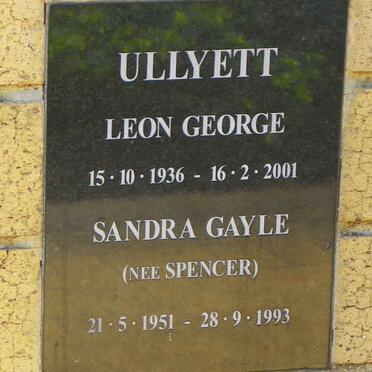 ULLYETT
LEON GEORGE
15·10·1936 - 16·2·2001
SANDRA GAYLE
(NEE SPENCER)
21·5·1951 - 28·9·1993